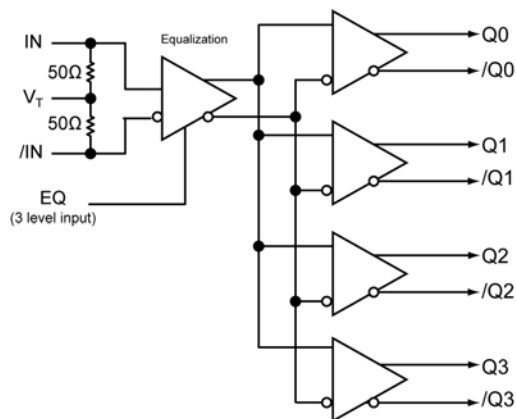 IN
Equalization
50Ω
V_T
50Ω
/IN
EQ
(3 level input)
Q0
/Q0
Q1
/Q1
Q2
/Q2
Q3
/Q3